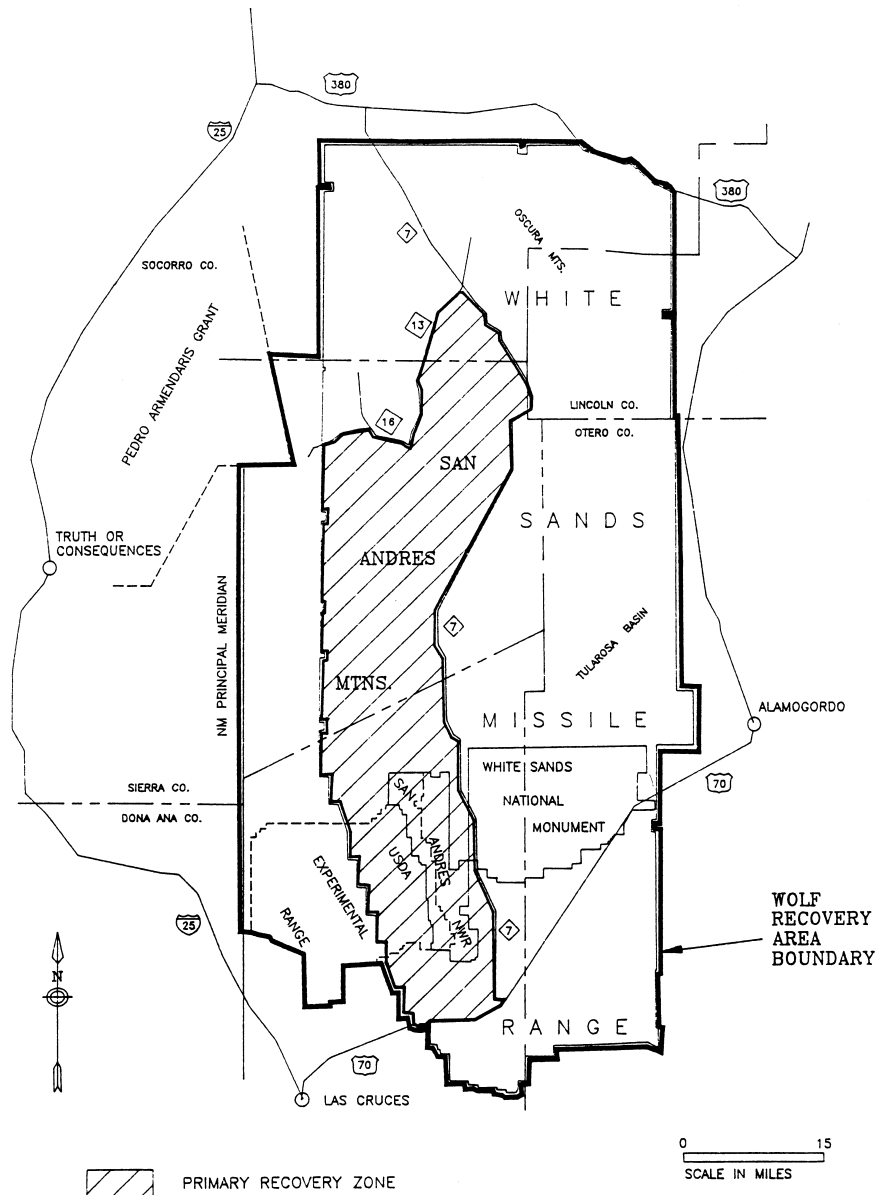 380
25
380
7
OSCURA
MTS.
SOCORRO CO.
WHITE
PEDRO ARMENDARIS GRANT
13
16
LINCOLN CO.
OTERO CO.
SAN
SANDS
TRUTH OR
CONSEQUENCES
ANDRES
NM PRINCIPAL MERIDIAN
7
TULAROSA BASIN
MTNS.
MISSILE
ALAMOGORDO
WHITE SANDS
NATIONAL
MONUMENT
70
SIERRA CO.
DONA ANA CO.
SAN
ANDRES
NWR
USDA
EXPERIMENTAL
RANGE
25
7
WOLF
RECOVERY
AREA
BOUNDARY
N
RANGE
70
LAS CRUCES
0 15
SCALE IN MILES
PRIMARY RECOVERY ZONE